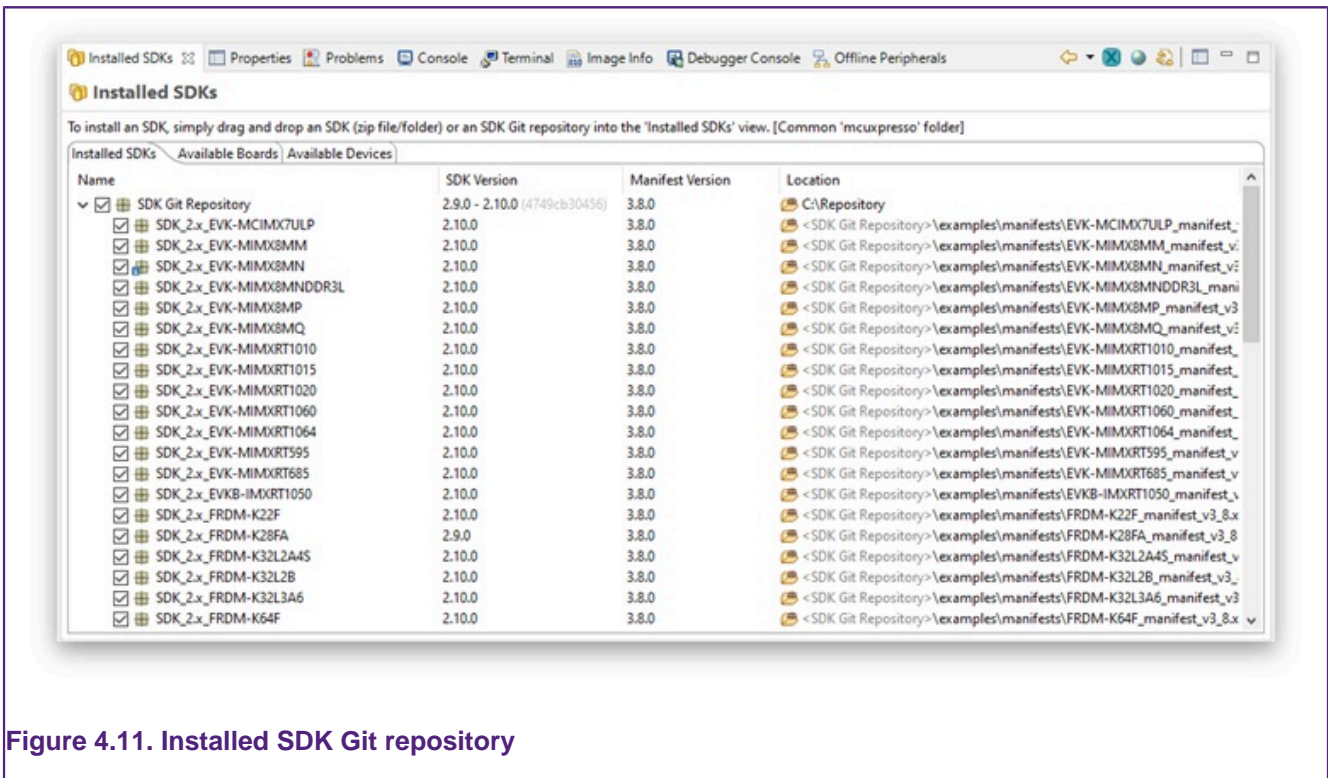 Installed SDKs Properties Problems Console Terminal Image Info Debugger Console Offline Peripherals
Installed SDKs
To install an SDK, simply drag and drop an SDK (zip file/folder) or an SDK Git repository into the 'Installed SDKs' view. [Common 'mcuxpresso' folder]
Installed SDKs Available Boards Available Devices
Name SDK Version Manifest Version Location
SDK Git Repository 2.9.0 - 2.10.0 (4749cb30456) 3.8.0 C:\Repository
SDK_2.x_EVK-MCIMX7ULP 2.10.0 3.8.0 <SDK Git Repository>\examples\manifests\EVK-MCIMX7ULP_manifest_
SDK_2.x_EVK-MIMX8MM 2.10.0 3.8.0 <SDK Git Repository>\examples\manifests\EVK-MIMX8MM_manifest_v
SDK_2.x_EVK-MIMX8MN 2.10.0 3.8.0 <SDK Git Repository>\examples\manifests\EVK-MIMX8MN_manifest_v
SDK_2.x_EVK-MIMX8MNDDR3L 2.10.0 3.8.0 <SDK Git Repository>\examples\manifests\EVK-MIMX8MNDDR3L_mani
SDK_2.x_EVK-MIMX8MP 2.10.0 3.8.0 <SDK Git Repository>\examples\manifests\EVK-MIMX8MP_manifest_v3
SDK_2.x_EVK-MIMX8MQ 2.10.0 3.8.0 <SDK Git Repository>\examples\manifests\EVK-MIMX8MQ_manifest_v
SDK_2.x_EVK-MIMXRT1010 2.10.0 3.8.0 <SDK Git Repository>\examples\manifests\EVK-MIMXRT1010_manifest_
SDK_2.x_EVK-MIMXRT1015 2.10.0 3.8.0 <SDK Git Repository>\examples\manifests\EVK-MIMXRT1015_manifest_
SDK_2.x_EVK-MIMXRT1020 2.10.0 3.8.0 <SDK Git Repository>\examples\manifests\EVK-MIMXRT1020_manifest_
SDK_2.x_EVK-MIMXRT1060 2.10.0 3.8.0 <SDK Git Repository>\examples\manifests\EVK-MIMXRT1060_manifest_
SDK_2.x_EVK-MIMXRT1064 2.10.0 3.8.0 <SDK Git Repository>\examples\manifests\EVK-MIMXRT1064_manifest_
SDK_2.x_EVK-MIMXRT595 2.10.0 3.8.0 <SDK Git Repository>\examples\manifests\EVK-MIMXRT595_manifest_v
SDK_2.x_EVK-MIMXRT685 2.10.0 3.8.0 <SDK Git Repository>\examples\manifests\EVK-MIMXRT685_manifest_v
SDK_2.x_EVKB-IMXRT1050 2.10.0 3.8.0 <SDK Git Repository>\examples\manifests\EVKB-IMXRT1050_manifest_v
SDK_2.x_FRDM-K22F 2.10.0 3.8.0 <SDK Git Repository>\examples\manifests\FRDM-K22F_manifest_v3_8.x
SDK_2.x_FRDM-K28FA 2.9.0 3.8.0 <SDK Git Repository>\examples\manifests\FRDM-K28FA_manifest_v3_8
SDK_2.x_FRDM-K32L2A4S 2.10.0 3.8.0 <SDK Git Repository>\examples\manifests\FRDM-K32L2A4S_manifest_v
SDK_2.x_FRDM-K32L2B 2.10.0 3.8.0 <SDK Git Repository>\examples\manifests\FRDM-K32L2B_manifest_v3_
SDK_2.x_FRDM-K32L3A6 2.10.0 3.8.0 <SDK Git Repository>\examples\manifests\FRDM-K32L3A6_manifest_v3
SDK_2.x_FRDM-K64F 2.10.0 3.8.0 <SDK Git Repository>\examples\manifests\FRDM-K64F_manifest_v3_8.x
Figure 4.11. Installed SDK Git repository